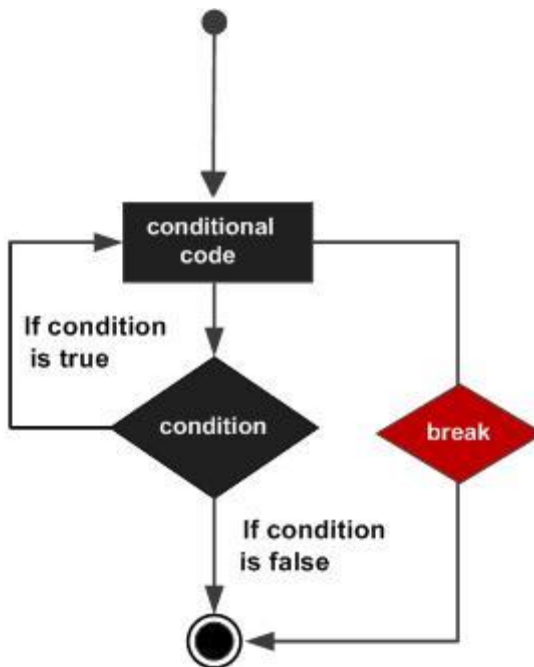 conditional
code
If condition
is true
condition
break
If condition
is false